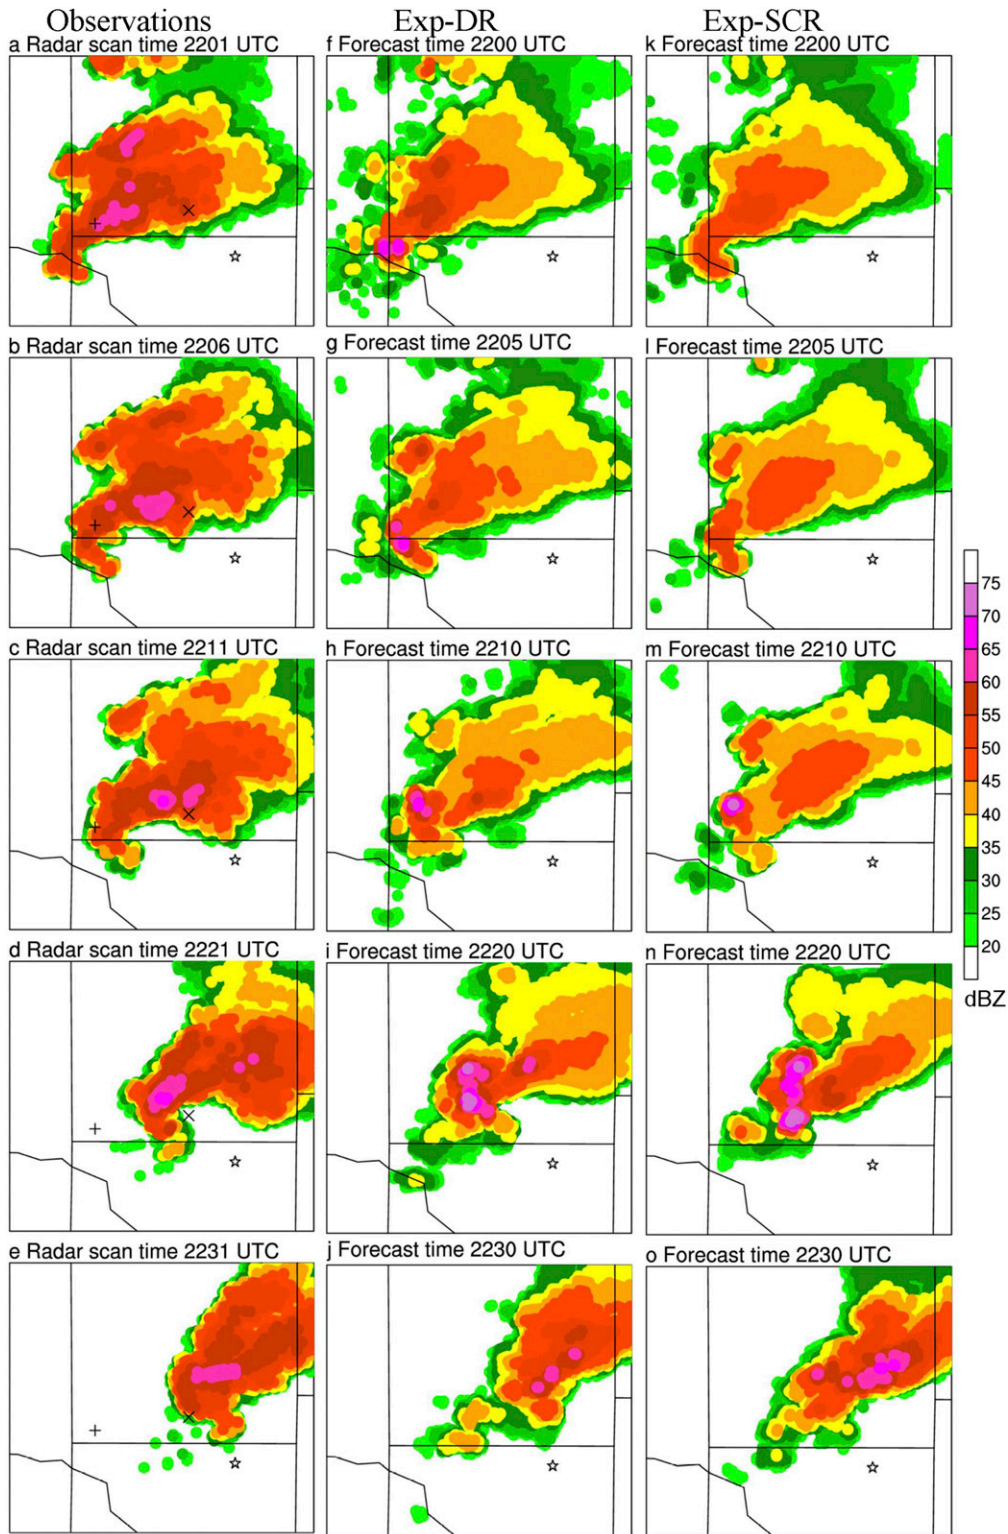 Observations Exp-DR Exp-SCR
a Radar scan time 2201 UTC f Forecast time 2200 UTC k Forecast time 2200 UTC
b Radar scan time 2206 UTC g Forecast time 2205 UTC l Forecast time 2205 UTC
75
70
65
60
55
50
45
40
35
30
25
20
dBZ
c Radar scan time 2211 UTC h Forecast time 2210 UTC m Forecast time 2210 UTC
d Radar scan time 2221 UTC i Forecast time 2220 UTC n Forecast time 2220 UTC
e Radar scan time 2231 UTC j Forecast time 2230 UTC o Forecast time 2230 UTC